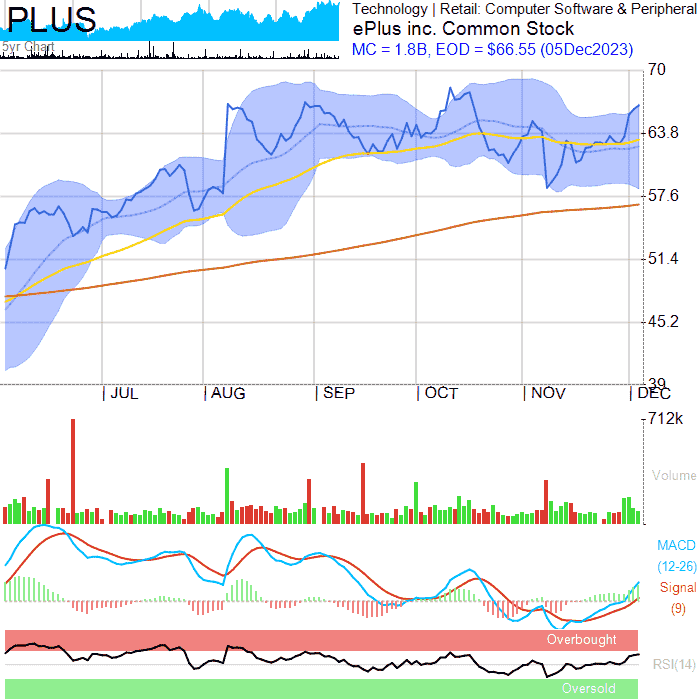 PLUS
5yr Chart
Technology | Retail: Computer Software & Peripheral
ePlus inc. Common Stock
MC = 1.8B, EOD = $66.55 (05Dec2023)
70
63.8
57.6
51.4
45.2
39
JUL
AUG
SEP
OCT
NOV
DEC
712k
Volume
MACD
(12-26)
Signal
(9)
Overbought
RSI(14)
Oversold